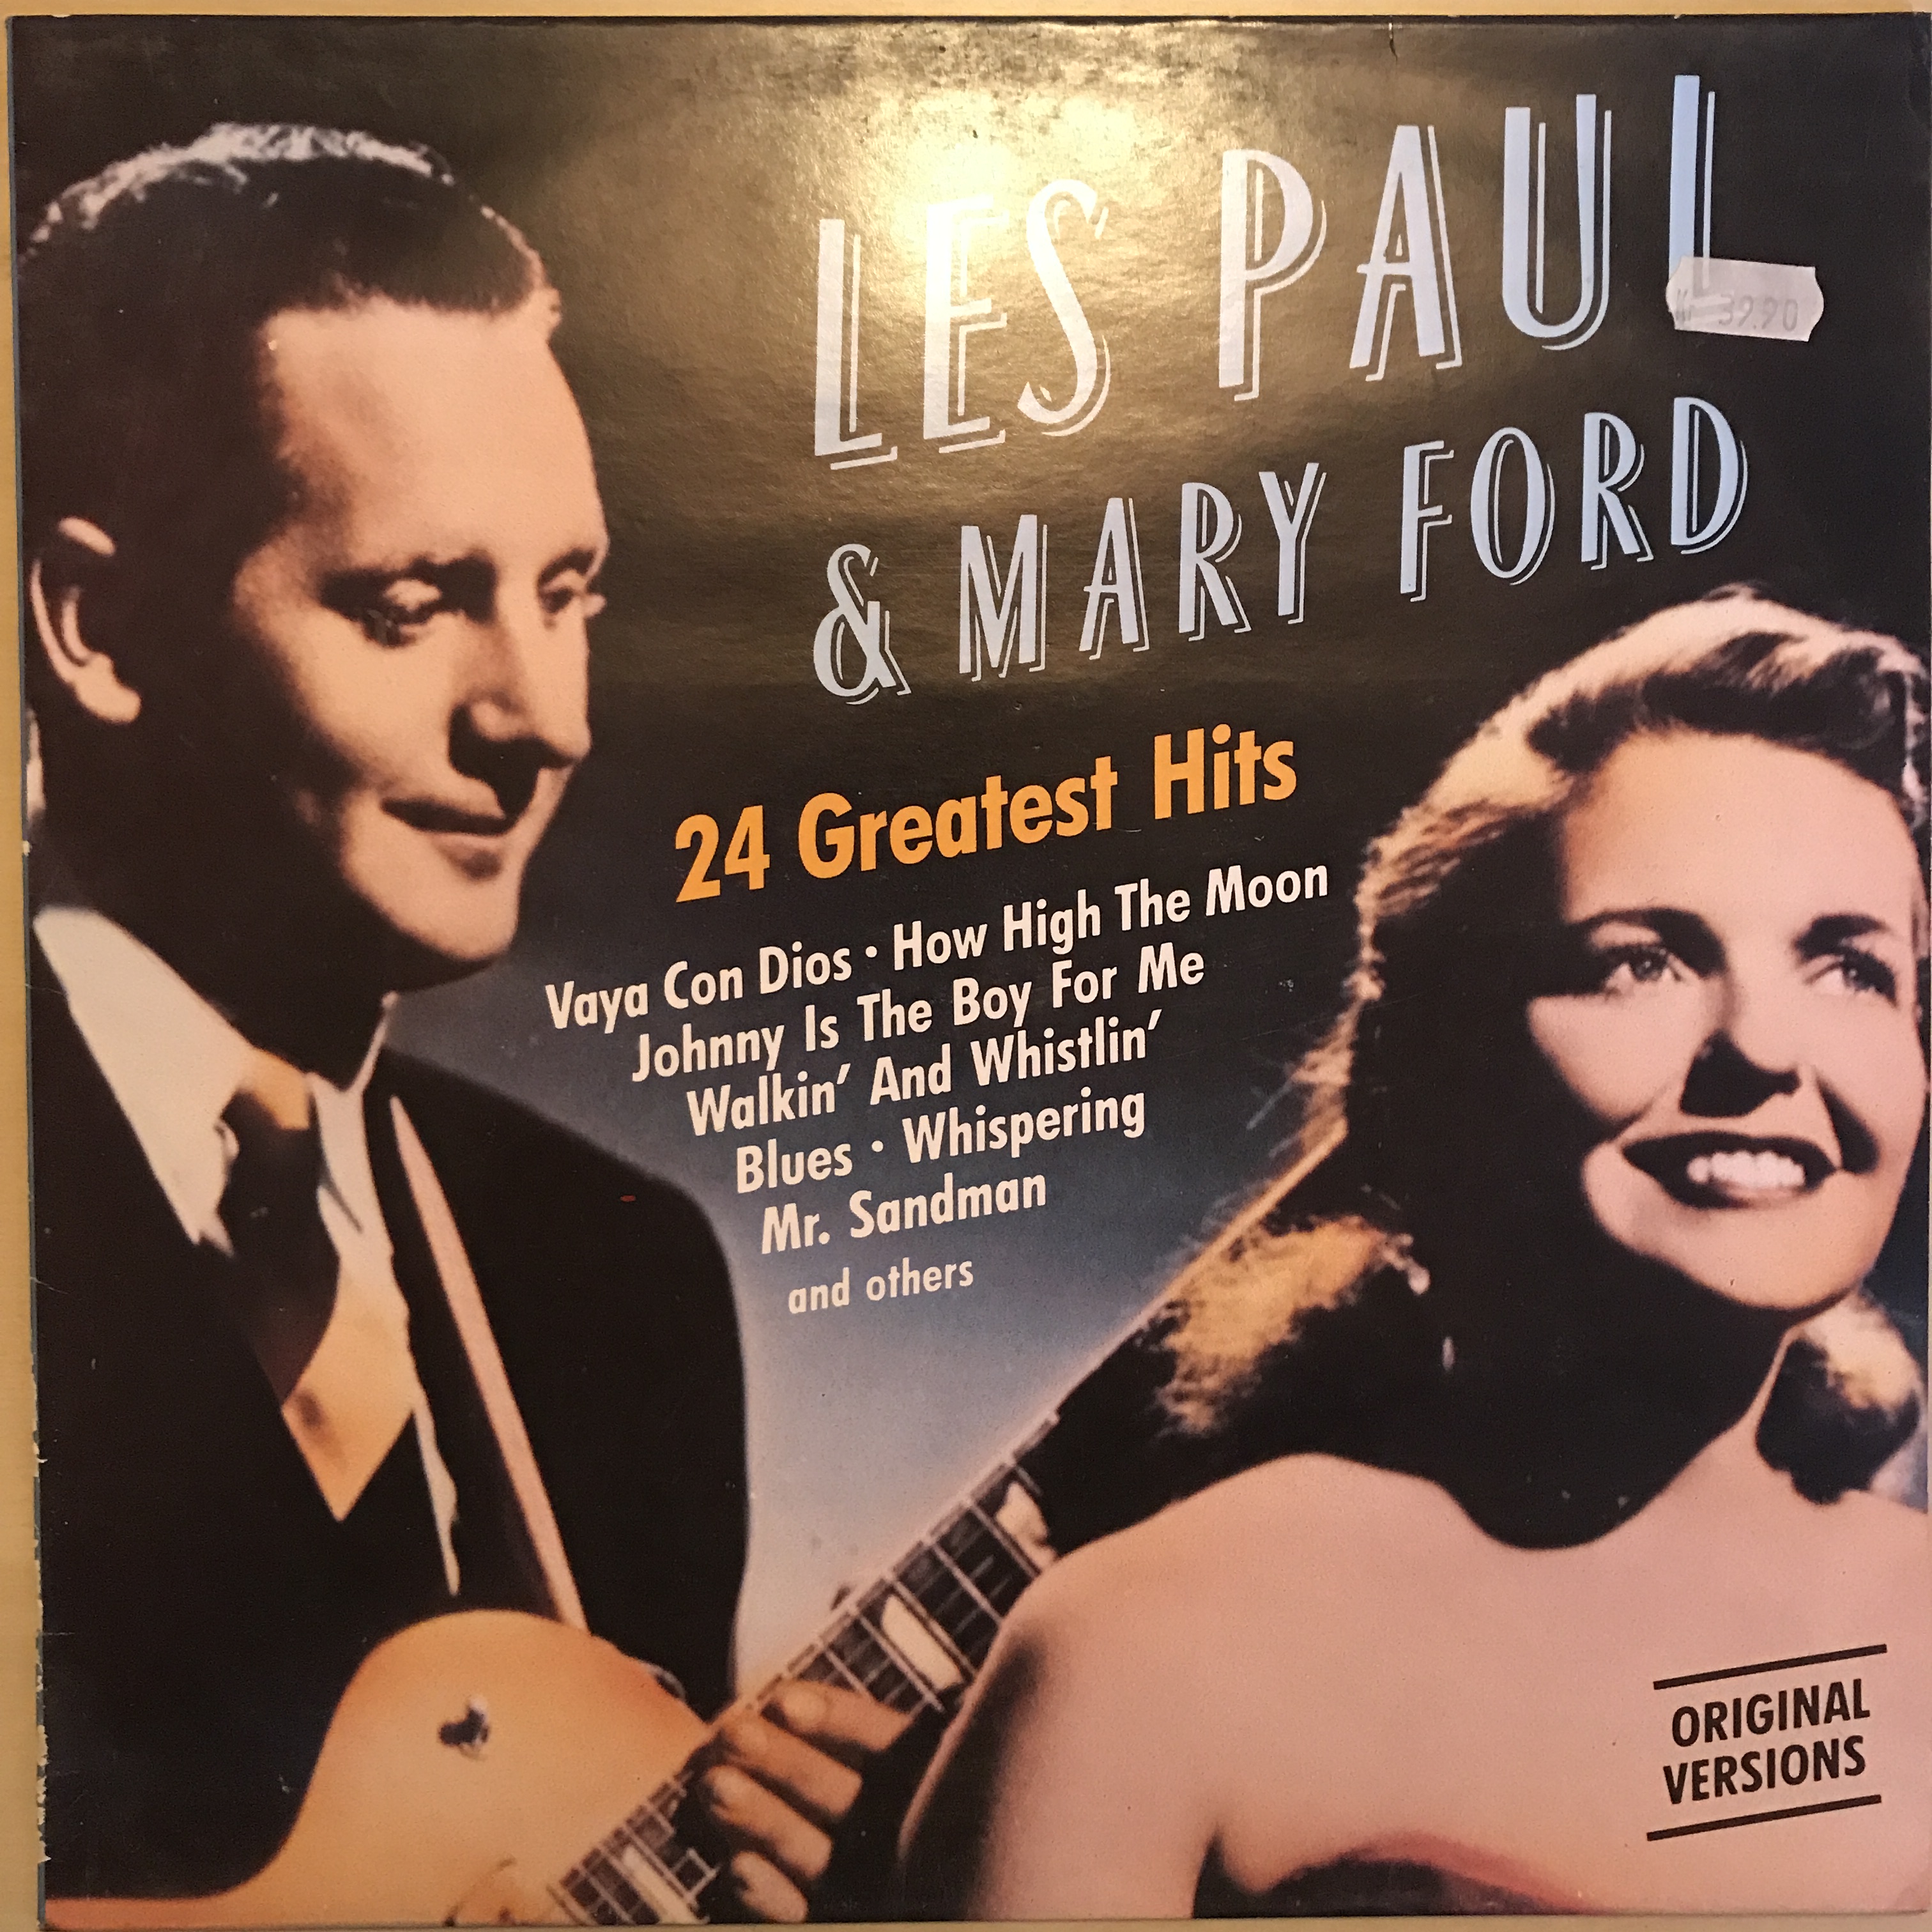 LES PAUL
Kr 39.90
& MARY FORD
24 Greatest Hits
Vaya Con Dios · How High The Moon
Johnny Is The Boy For Me
Walkin' And Whistlin'
Blues · Whispering
Mr. Sandman
and others
ORIGINAL
VERSIONS